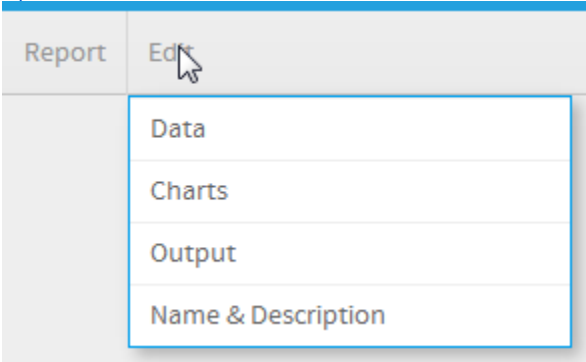 Report
Edit
Data
Charts
Output
Name & Description